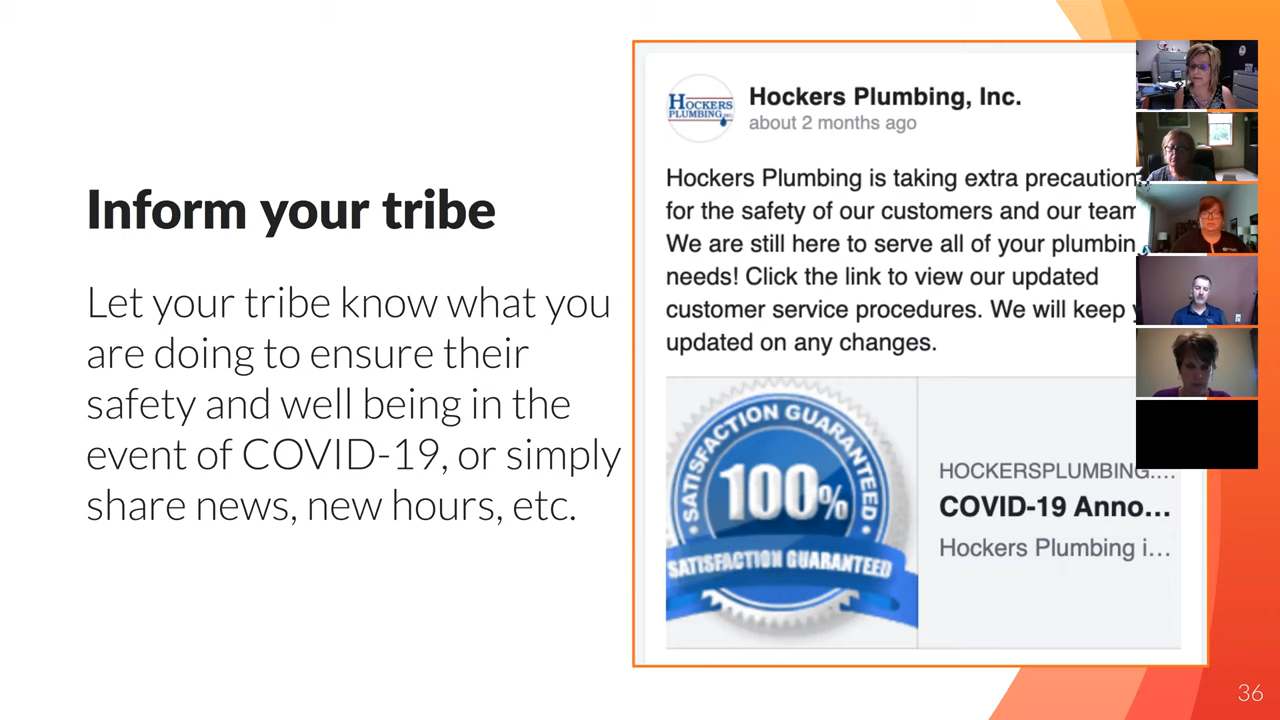 Inform your tribe
Let your tribe know what you
are doing to ensure their
safety and well being in the
event of COVID-19, or simply
share news, new hours, etc.
HOCKERS
PLUMBING
Hockers Plumbing, Inc.
about 2 months ago
Hockers Plumbing is taking extra precaution
for the safety of our customers and our team
We are still here to serve all of your plumbin
needs! Click the link to view our updated
customer service procedures. We will keep
updated on any changes.
SATISFACTION GUARANTEED
100%
SATISFACTION GUARANTEED
HOCKERSPLUMBING....
COVID-19 Anno...
Hockers Plumbing i...
36